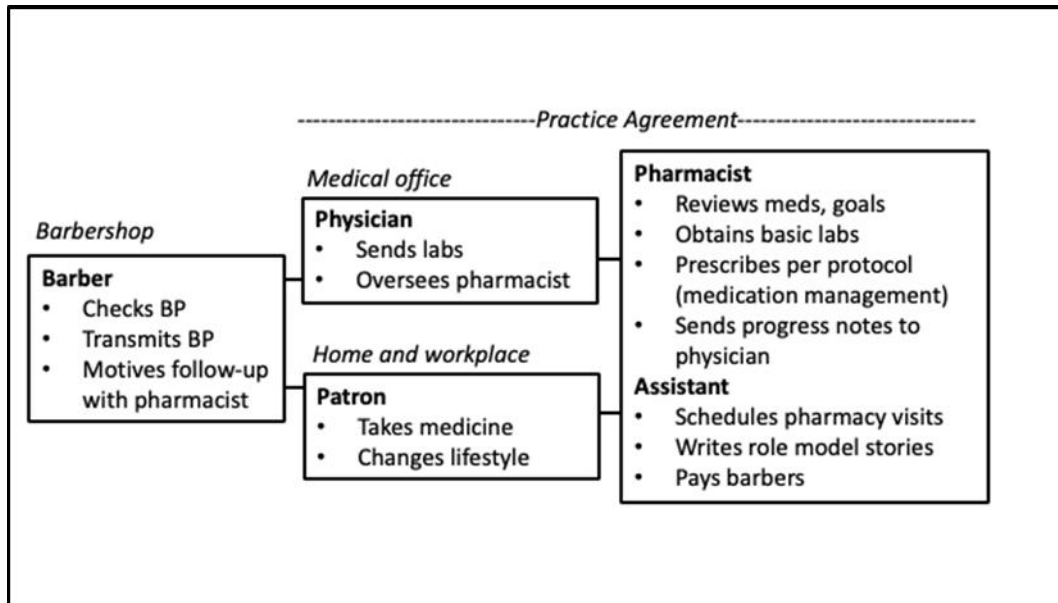 ------------------------------Practice Agreement------------------------------
Barbershop
Barber
• Checks BP
• Transmits BP
• Motives follow-up
with pharmacist
Medical office
Physician
• Sends labs
• Oversees pharmacist
Home and workplace
Patron
• Takes medicine
• Changes lifestyle
Pharmacist
• Reviews meds, goals
• Obtains basic labs
• Prescribes per protocol
(medication management)
• Sends progress notes to
physician
Assistant
• Schedules pharmacy visits
• Writes role model stories
• Pays barbers